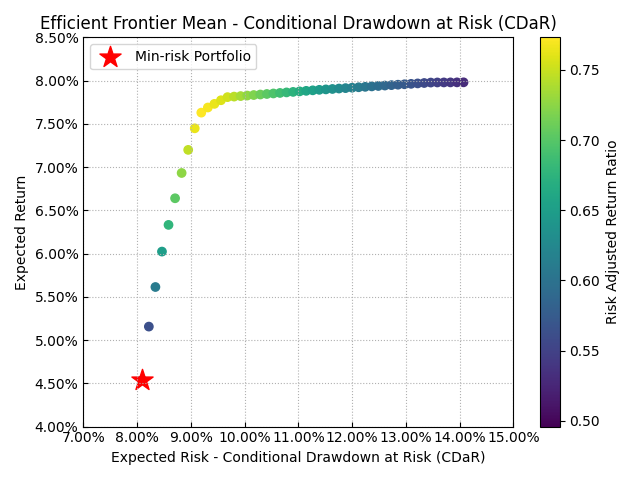 Efficient Frontier Mean - Conditional Drawdown at Risk (CDaR)
8.50%
8.00%
7.50%
7.00%
6.50%
6.00%
5.50%
5.00%
4.50%
4.00%
Expected Return
Min-risk Portfolio
7.00% 8.00% 9.00% 10.00% 11.00% 12.00% 13.00% 14.00% 15.00%
Expected Risk - Conditional Drawdown at Risk (CDaR)
0.75
0.70
0.65
0.60
0.55
0.50
Risk Adjusted Return Ratio